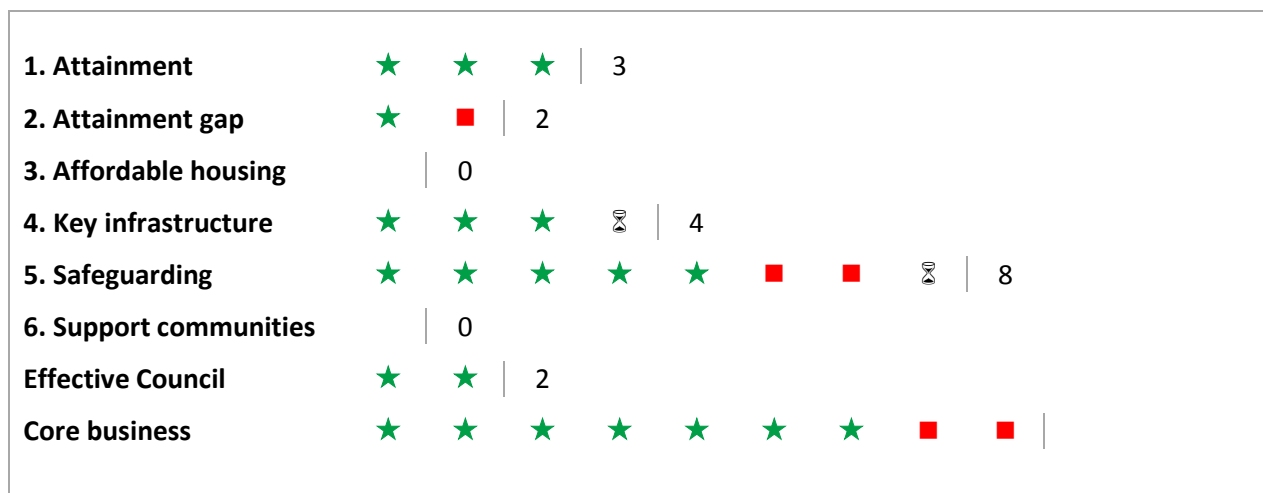 1. Attainment ★ ★ ★ 3
2. Attainment gap ★ ■ 2
3. Affordable housing 0
4. Key infrastructure ★ ★ ★ ⌛ 4
5. Safeguarding ★ ★ ★ ★ ★ ■ ■ ⌛ 8
6. Support communities 0
Effective Council ★ ★ 2
Core business ★ ★ ★ ★ ★ ★ ★ ■ ■